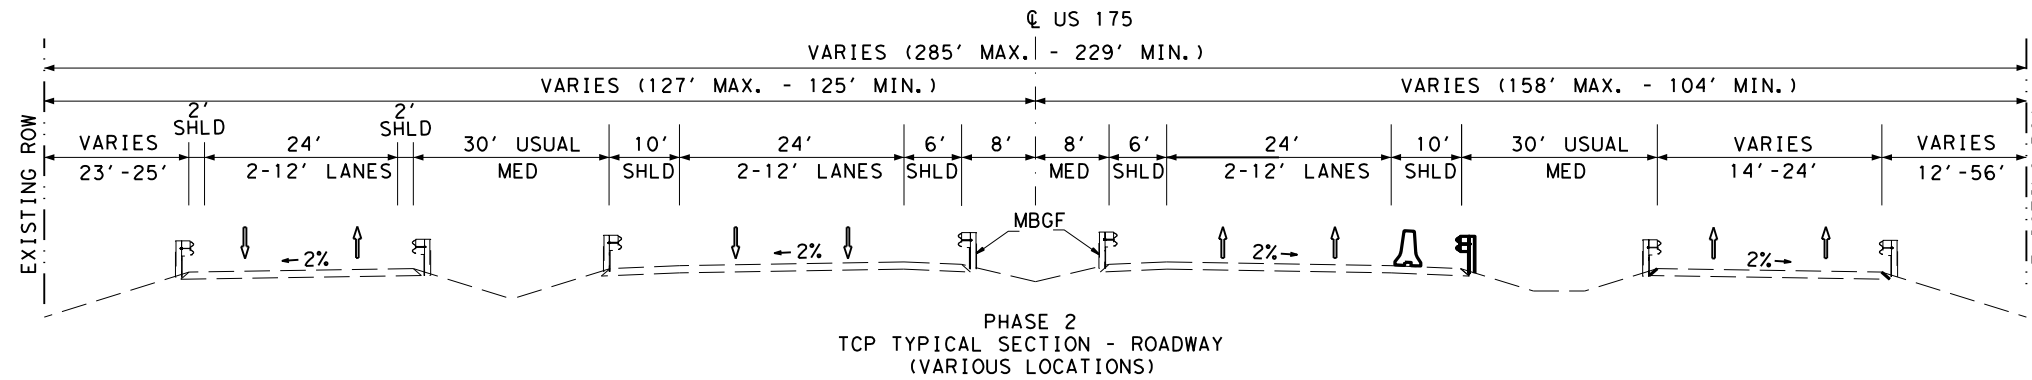 ℄ US 175
VARIES (285' MAX. - 229' MIN.)
VARIES (127' MAX. - 125' MIN.)
VARIES (158' MAX. - 104' MIN.)
EXISTING ROW
VARIES
23'-25'
2'
SHLD
24'
2-12' LANES
2'
SHLD
30' USUAL
MED
10'
SHLD
24'
2-12' LANES
6'
SHLD
8'
8'
MED
6'
SHLD
24'
2-12' LANES
10'
SHLD
30' USUAL
MED
VARIES
14'-24'
VARIES
12'-56'
MBGF
2%
2%
2%
2%
PHASE 2
TCP TYPICAL SECTION - ROADWAY
(VARIOUS LOCATIONS)